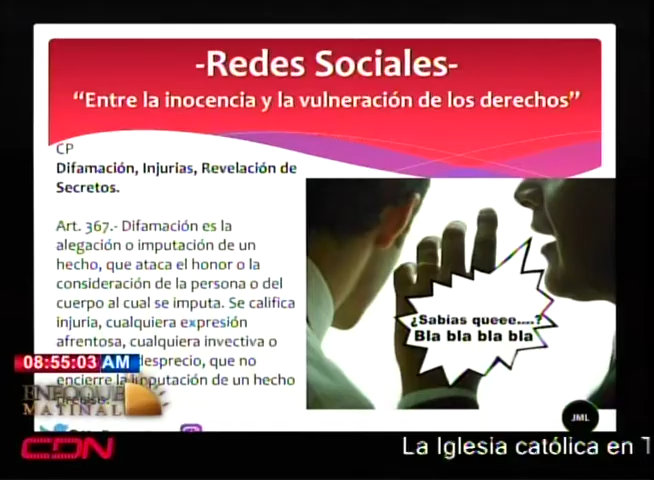 -Redes Sociales-
“Entre la inocencia y la vulneración de los derechos”
CP
Difamación, Injurias, Revelación de
Secretos.
Art. 367.- Difamación es la
alegación o imputación de un
hecho, que ataca el honor o la
consideración de la persona o del
cuerpo al cual se imputa. Se califica
injuria, cualquiera expresión
afrentosa, cualquiera invectiva o
desprecio, que no
encierre la imputación de un hecho
¿Sabias queee....?
Bla bla bla bla
08:55:03 AM
ENFOQUE
MATINAL
JML
CDN
La Iglesia católica en